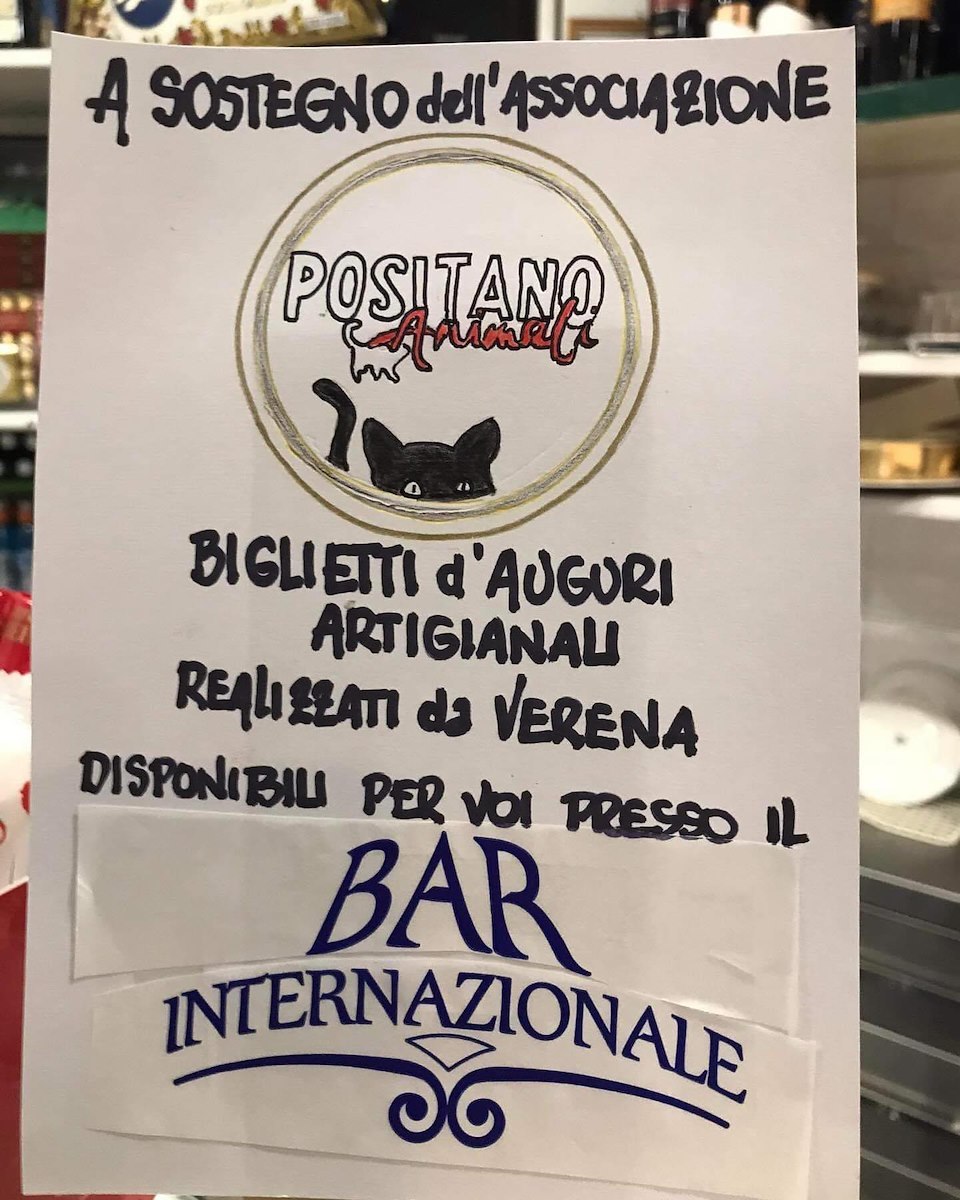 A SOSTEGNO dell'ASSOCIAZIONE
POSITANO
Animali
BIGLIETTI d'AUGURI
ARTIGIANALI
REALIZZATI da VERENA
DISPONIBILI PER VOI PRESSO IL
BAR
INTERNAZIONALE